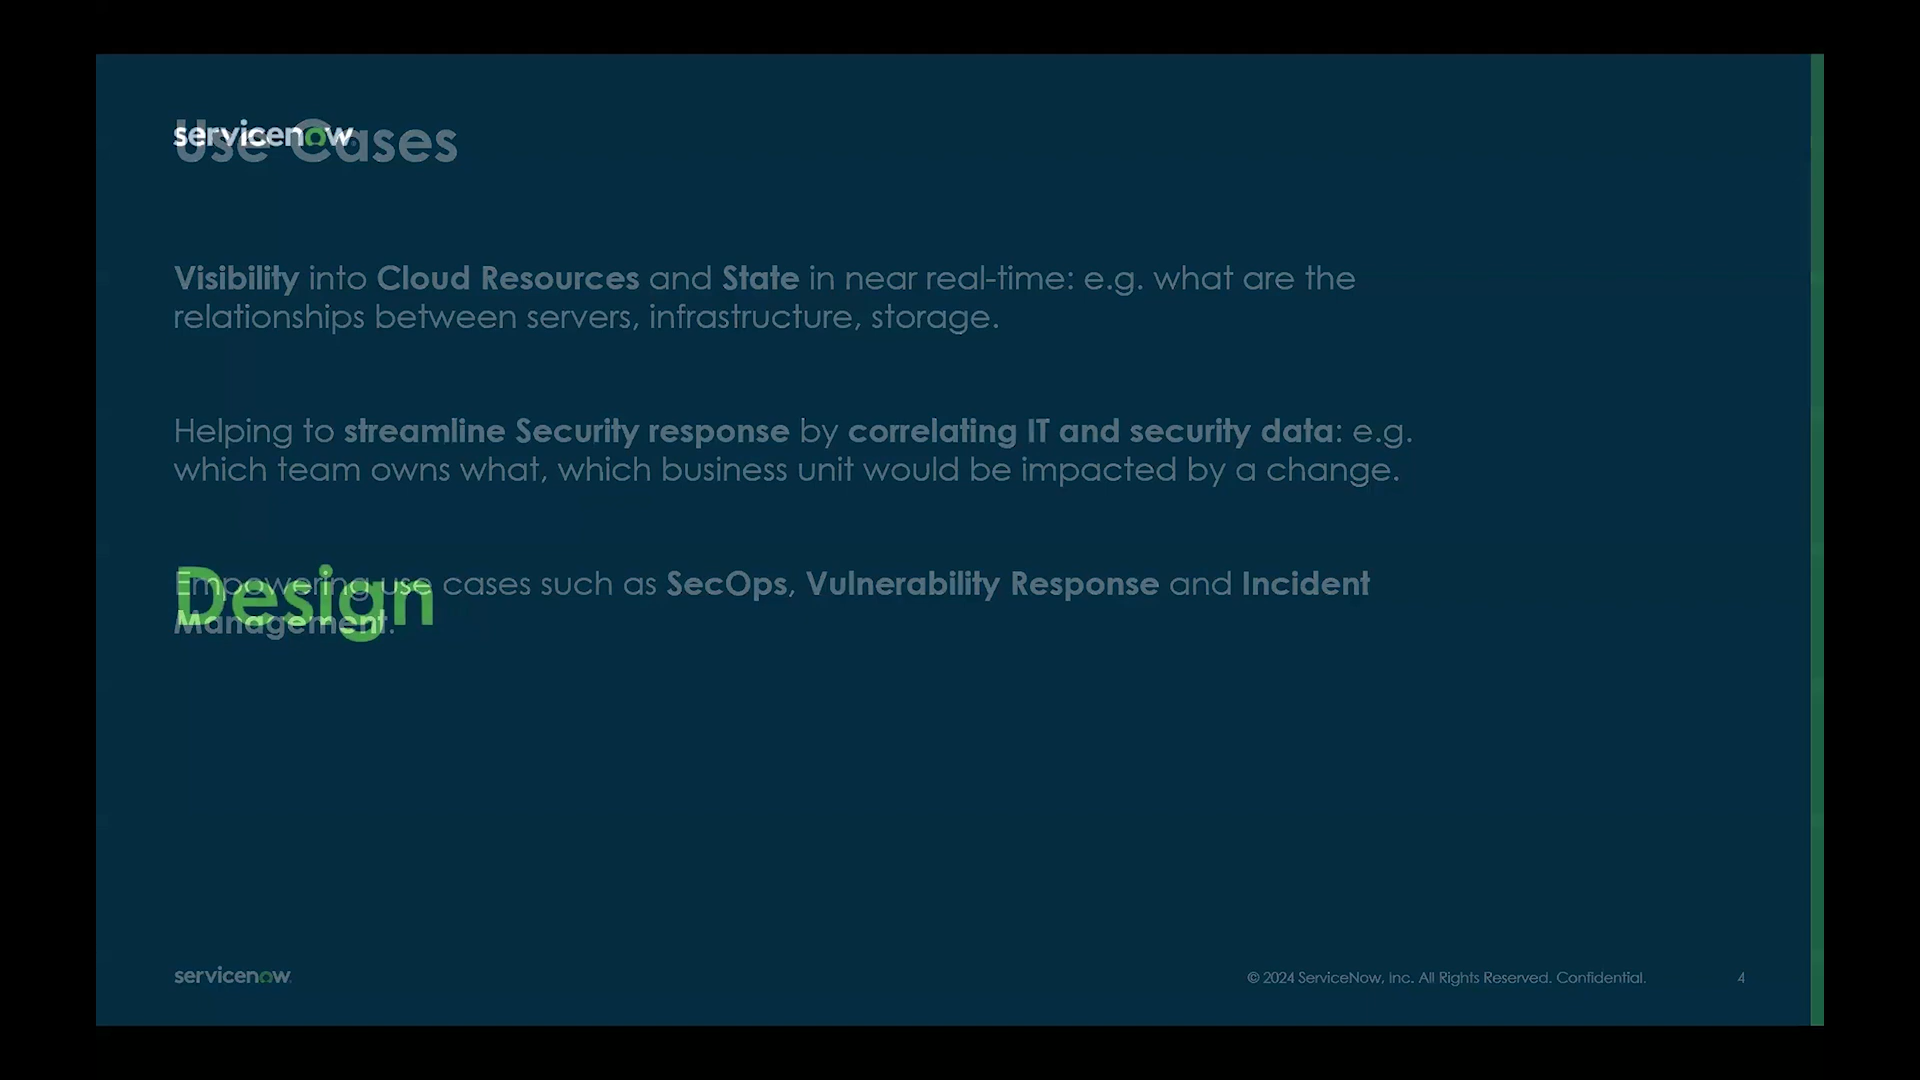 servicenow
Use Cases
Visibility into Cloud Resources and State in near real-time: e.g. what are the
relationships between servers, infrastructure, storage.
Helping to streamline Security response by correlating IT and security data: e.g.
which team owns what, which business unit would be impacted by a change.
Design
Empowering use cases such as SecOps, Vulnerability Response and Incident
Management.
servicenow
© 2024 ServiceNow, Inc. All Rights Reserved. Confidential.
4